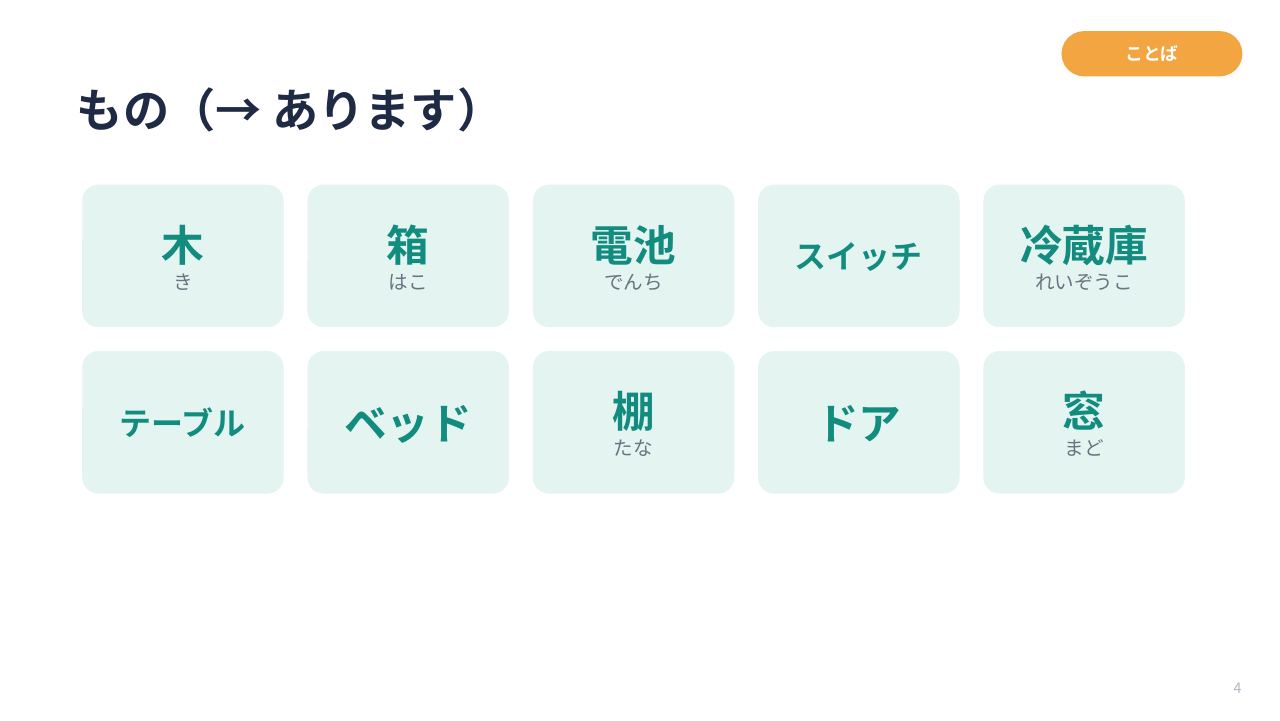 ことば
もの（→ あります）
木
き
箱
はこ
電池
でんち
スイッチ
冷蔵庫
れいぞうこ
テーブル
ベッド
棚
たな
ドア
窓
まど
4